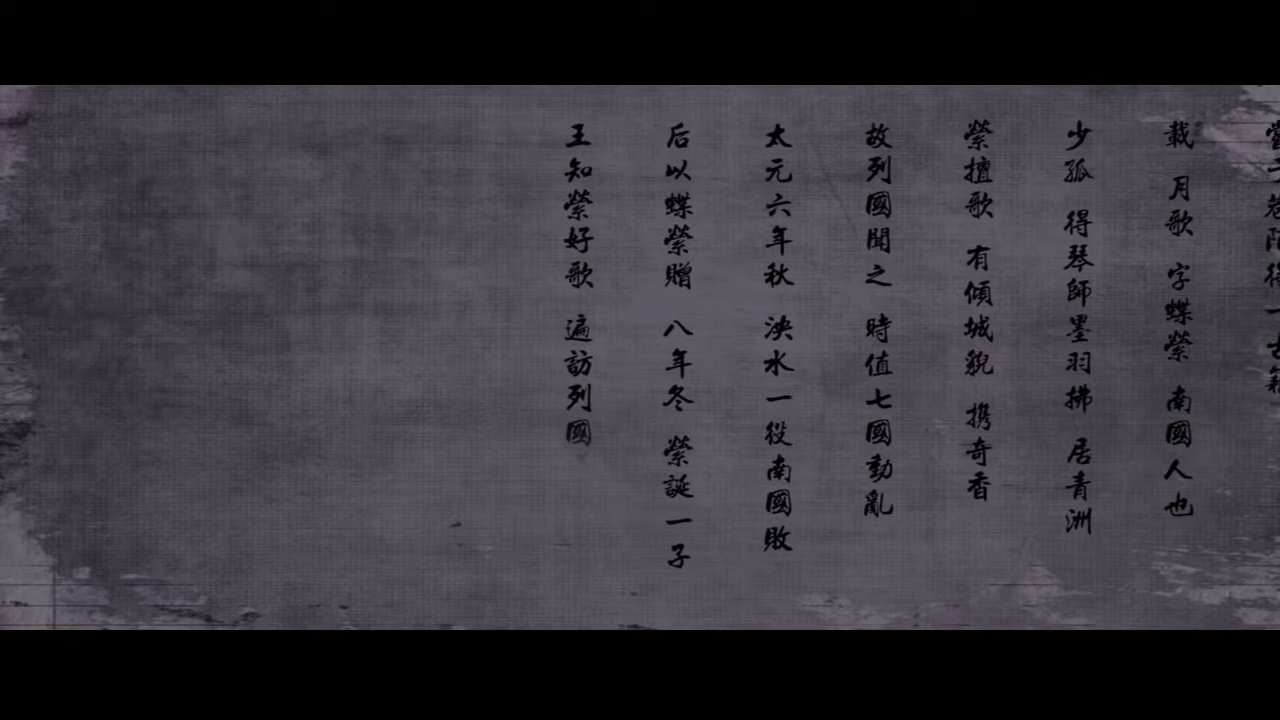 載 月歌 字蝶縈 南國人也
少孤 得琴師墨羽拂 居青洲
縈擅歌 有傾城貌 携奇香
故列國聞之 時值七國動亂
太元六年秋 泱水一役南國敗
后以蝶縈贈 八年冬 縈誕一子
王知縈好歌 遍訪列國